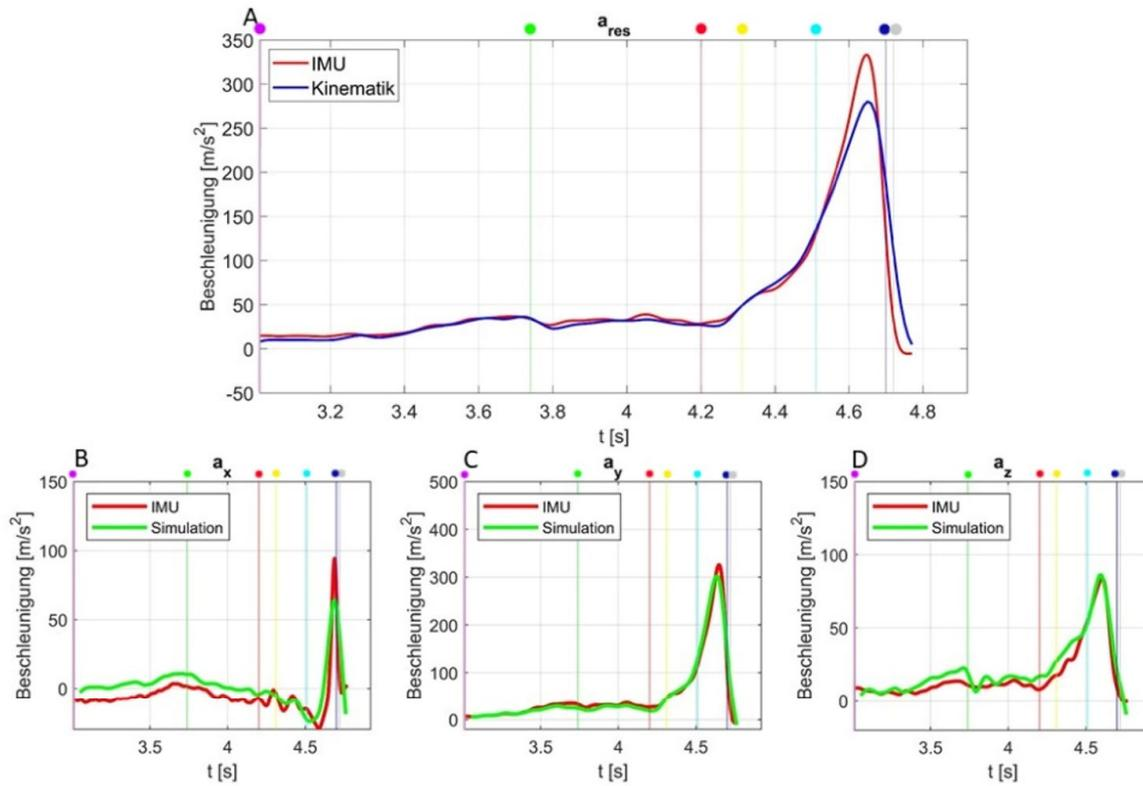 A
a_res
350
300
250
200
150
100
50
0
-50
Beschleunigung [m/s²]
IMU
Kinematik
3.2 3.4 3.6 3.8 4 4.2 4.4 4.6 4.8
t [s]
B
a_x
150
100
50
0
Beschleunigung [m/s²]
IMU
Simulation
3.5 4 4.5
t [s]
C
a_y
500
400
300
200
100
0
Beschleunigung [m/s²]
IMU
Simulation
3.5 4 4.5
t [s]
D
a_z
150
100
50
0
Beschleunigung [m/s²]
IMU
Simulation
3.5 4 4.5
t [s]